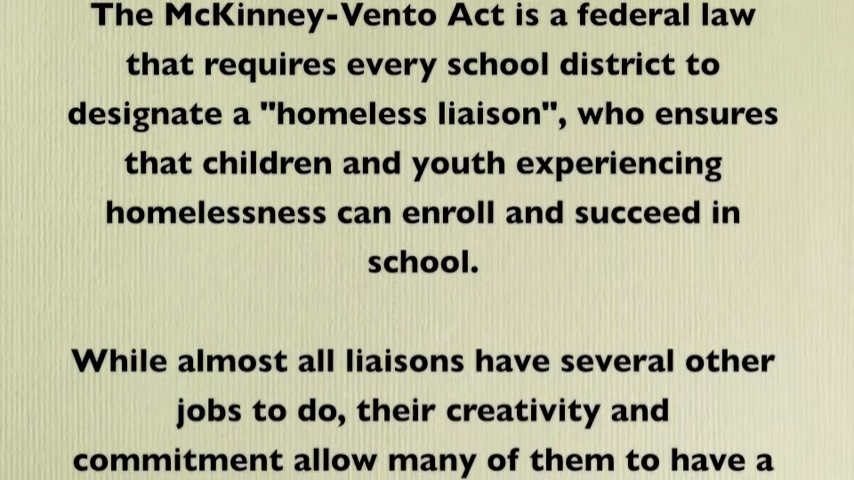 The McKinney-Vento Act is a federal law
that requires every school district to
designate a "homeless liaison", who ensures
that children and youth experiencing
homelessness can enroll and succeed in
school.
While almost all liaisons have several other
jobs to do, their creativity and
commitment allow many of them to have a